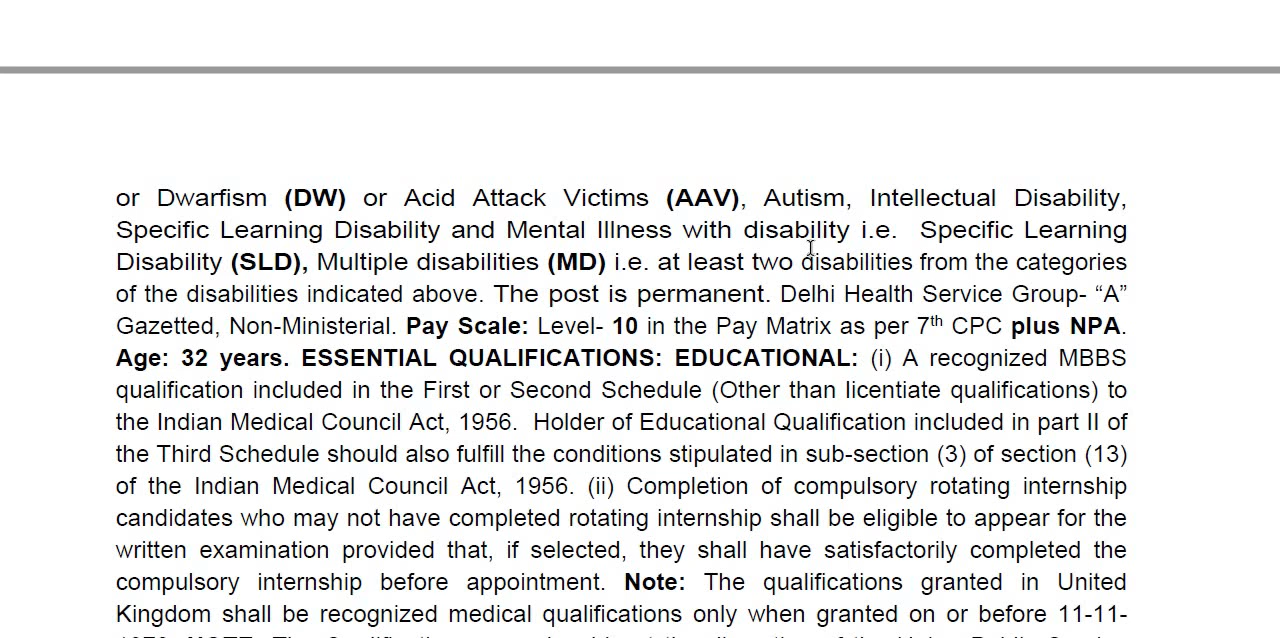 or Dwarfism (DW) or Acid Attack Victims (AAV), Autism, Intellectual Disability,
Specific Learning Disability and Mental Illness with disability i.e. Specific Learning
Disability (SLD), Multiple disabilities (MD) i.e. at least two disabilities from the categories
of the disabilities indicated above. The post is permanent. Delhi Health Service Group- “A”
Gazetted, Non-Ministerial. Pay Scale: Level- 10 in the Pay Matrix as per 7th CPC plus NPA.
Age: 32 years. ESSENTIAL QUALIFICATIONS: EDUCATIONAL: (i) A recognized MBBS
qualification included in the First or Second Schedule (Other than licentiate qualifications) to
the Indian Medical Council Act, 1956. Holder of Educational Qualification included in part II of
the Third Schedule should also fulfill the conditions stipulated in sub-section (3) of section (13)
of the Indian Medical Council Act, 1956. (ii) Completion of compulsory rotating internship
candidates who may not have completed rotating internship shall be eligible to appear for the
written examination provided that, if selected, they shall have satisfactorily completed the
compulsory internship before appointment. Note: The qualifications granted in United
Kingdom shall be recognized medical qualifications only when granted on or before 11-11-